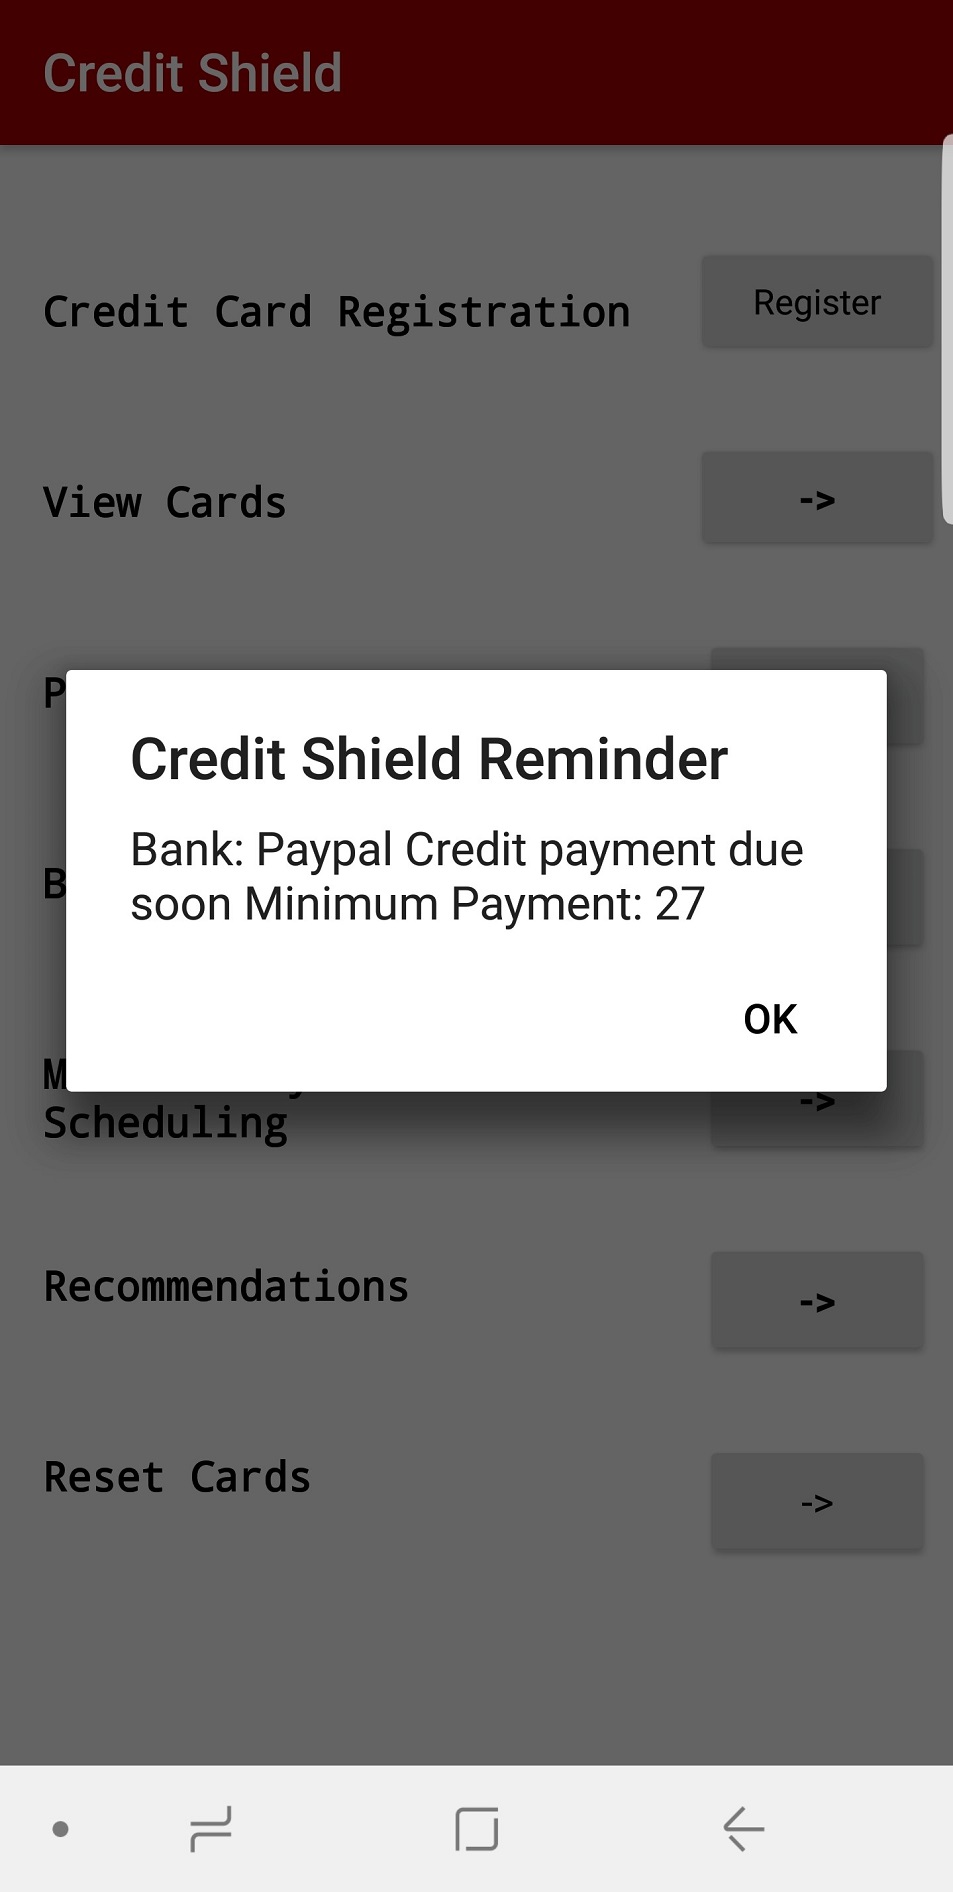 Credit Shield
Credit Card Registration
Register
View Cards
->
P
Credit Shield Reminder
Bank: Paypal Credit payment due
soon Minimum Payment: 27
B
OK
M
Scheduling
->
Recommendations
->
Reset Cards
->